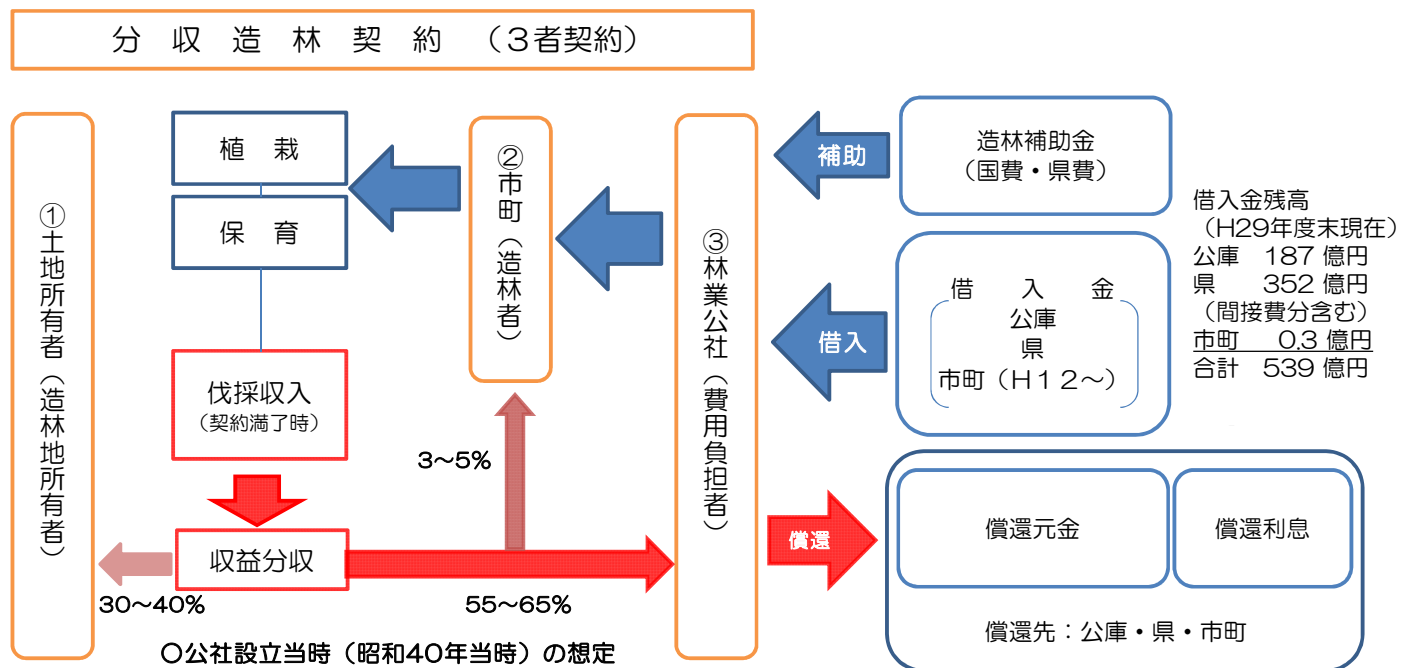 分 収 造 林 契 約 （３者契約）
①土地所有者（造林地所有者）
植 栽
保 育
伐採収入
（契約満了時）
収益分収
30～40%
3～5%
55～65%
②市町（造林者）
③林業公社（費用負担者）
補助
造林補助金
（国費・県費）
借入
借 入 金
公庫
県
市町（Ｈ１２～）
借入金残高
（H29年度末現在）
公庫 187 億円
県 352 億円
（間接費分含む）
市町 0.3 億円
合計 539 億円
償還
償還元金
償還利息
償還先：公庫・県・市町
〇公社設立当時（昭和40年当時）の想定